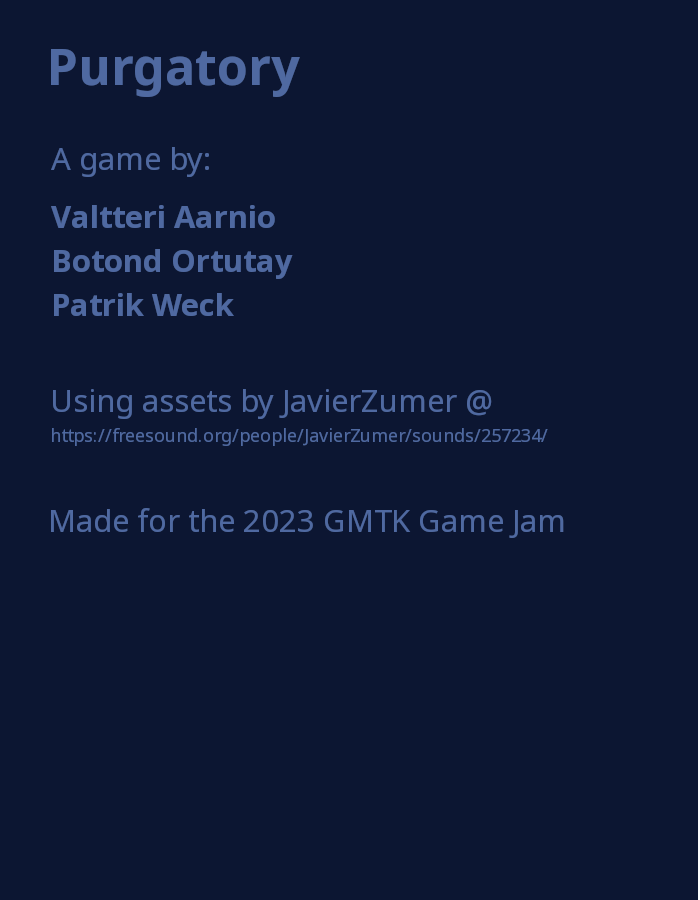 Purgatory
A game by:
Valtteri Aarnio
Botond Ortutay
Patrik Weck
Using assets by JavierZumer @
https://freesound.org/people/JavierZumer/sounds/257234/
Made for the 2023 GMTK Game Jam